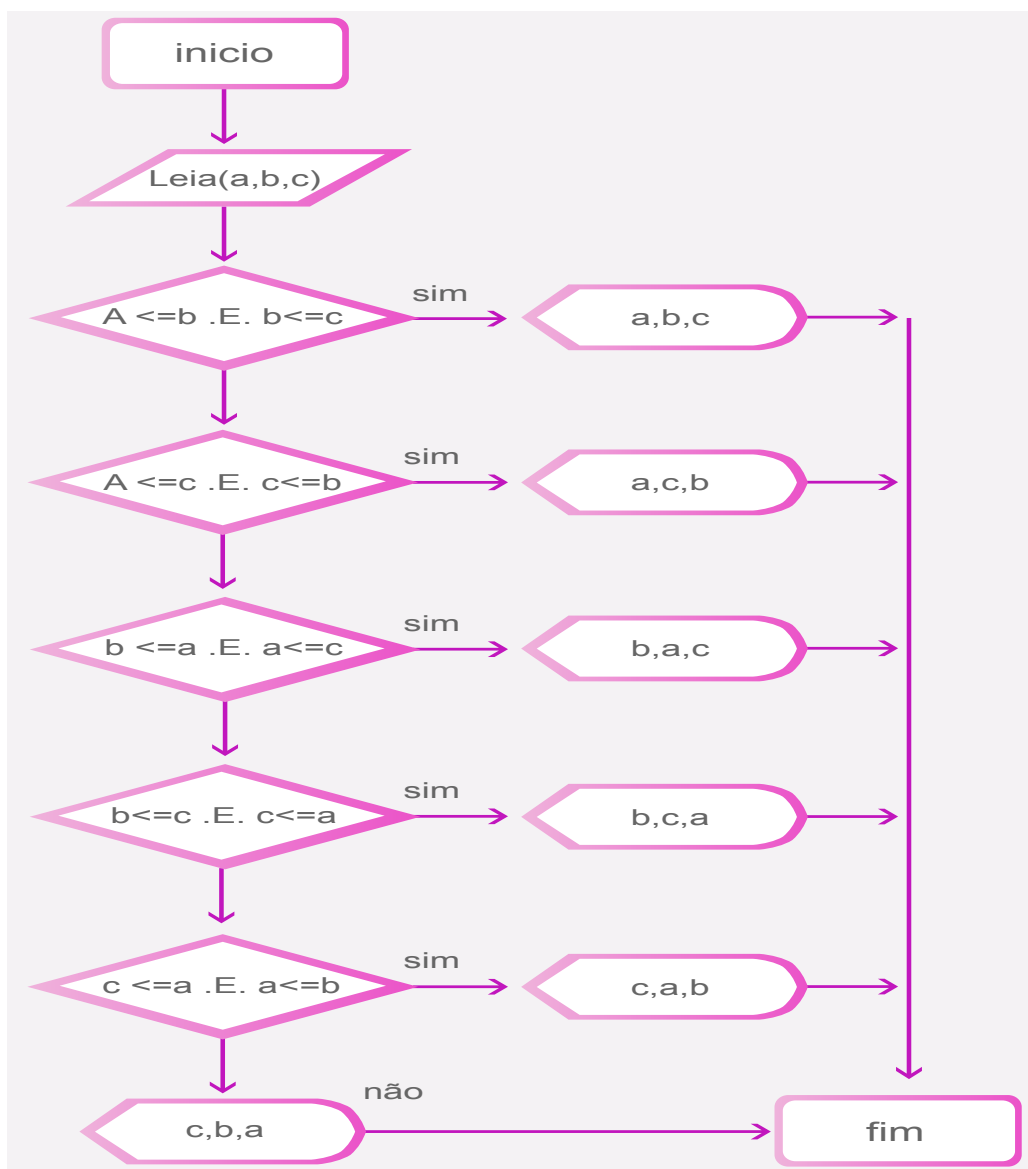 inicio
Leia(a,b,c)
A <=b .E. b<=c
sim
a,b,c
A <=c .E. c<=b
sim
a,c,b
b <=a .E. a<=c
sim
b,a,c
b<=c .E. c<=a
sim
b,c,a
c <=a .E. a<=b
sim
c,a,b
c,b,a
não
fim